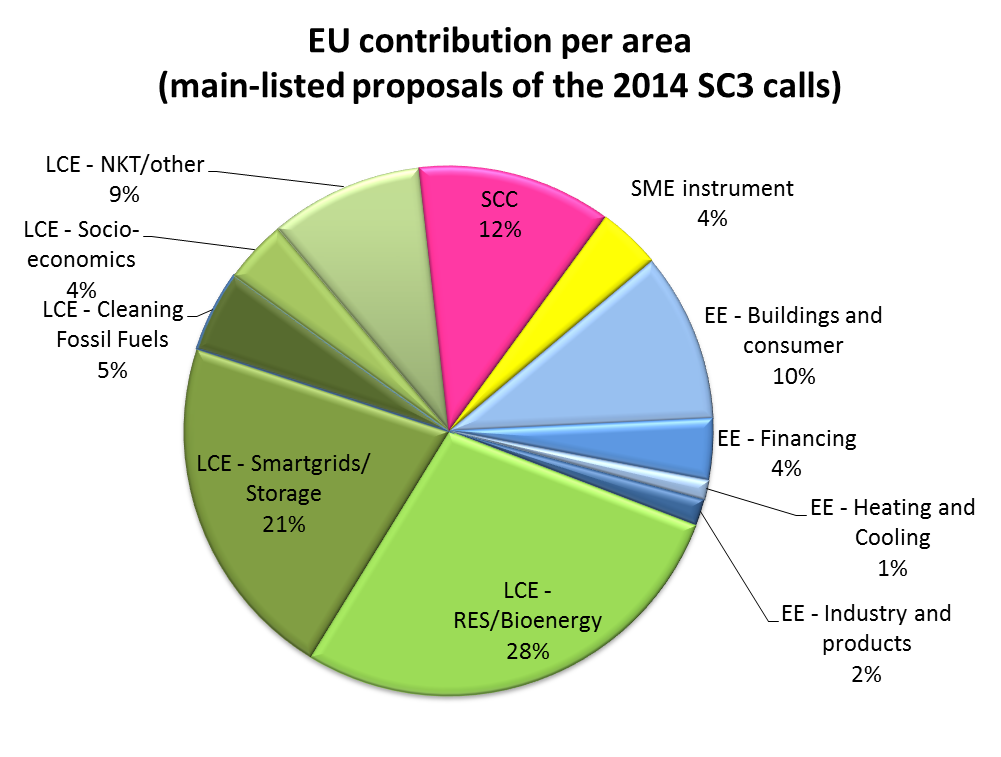 EU contribution per area
(main-listed proposals of the 2014 SC3 calls)
LCE - NKT/other
9%
SCC
12%
SME instrument
4%
LCE - Socio-
economics
4%
LCE - Cleaning
Fossil Fuels
5%
EE - Buildings and
consumer
10%
EE - Financing
4%
LCE - Smartgrids/
Storage
21%
EE - Heating and
Cooling
1%
LCE -
RES/Bioenergy
28%
EE - Industry and
products
2%